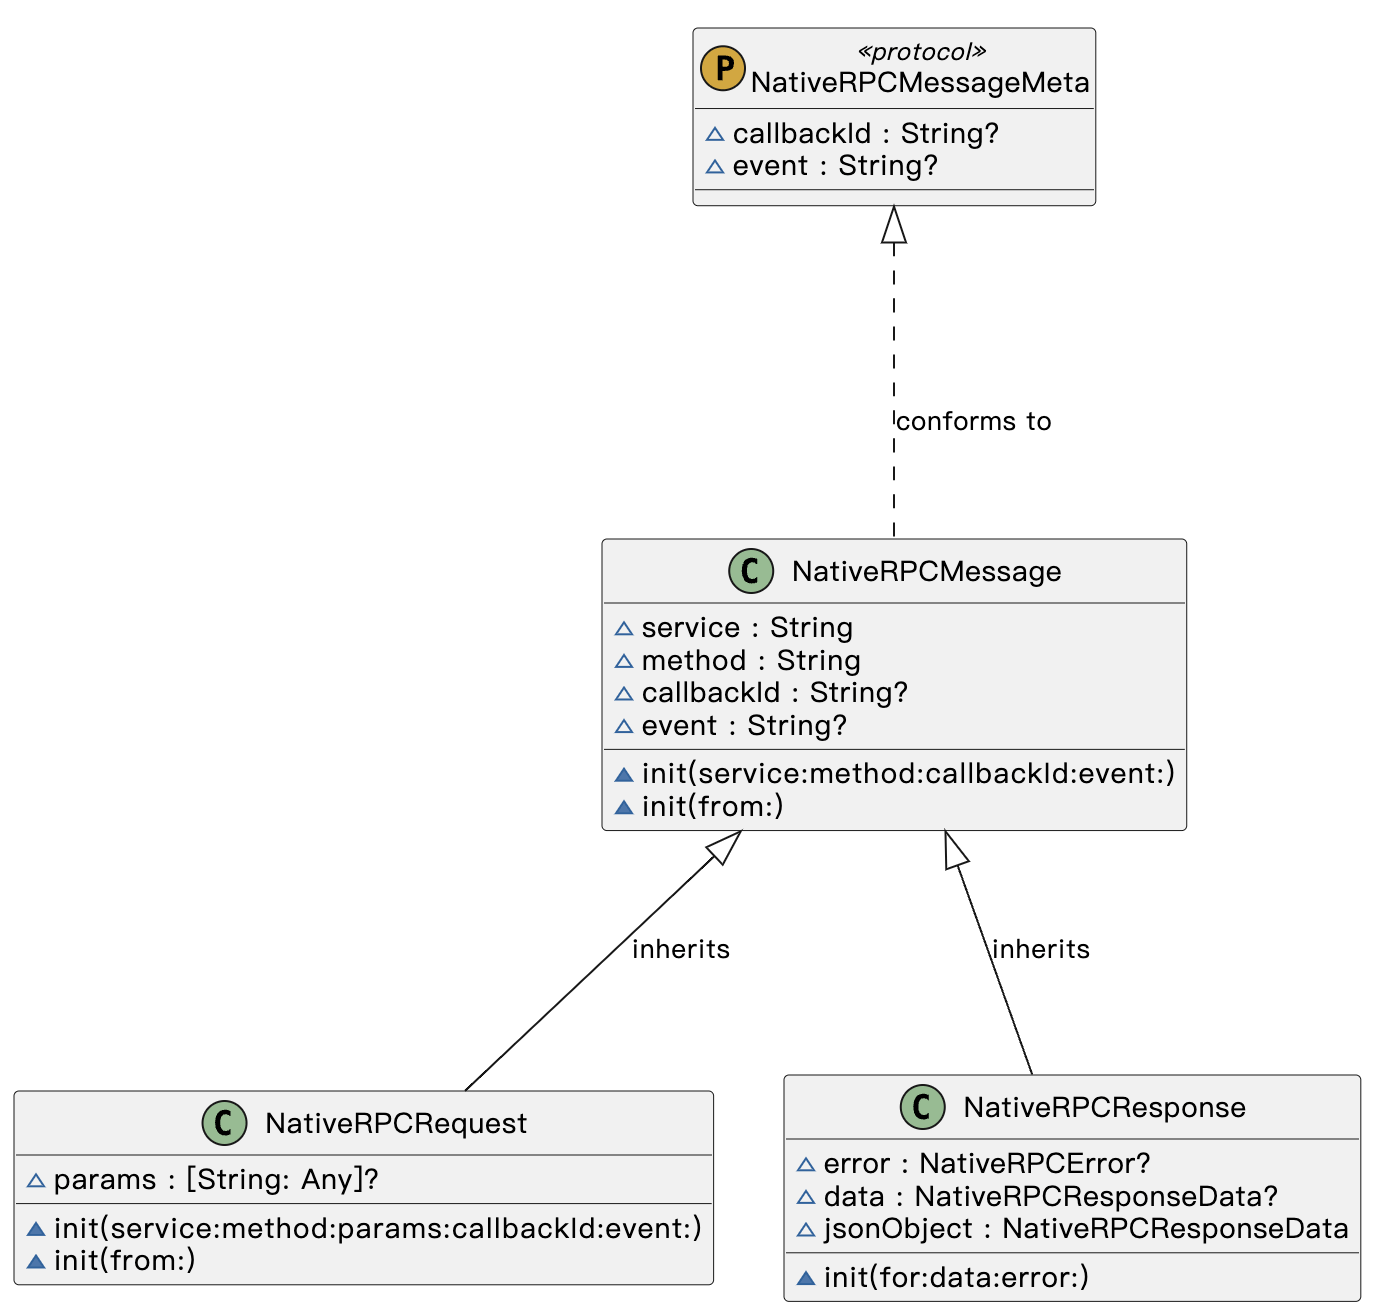 P
«protocol»
NativeRPCMessageMeta
callbackId : String?
event : String?
conforms to
C
NativeRPCMessage
service : String
method : String
callbackId : String?
event : String?
init(service:method:callbackId:event:)
init(from:)
inherits
inherits
C
NativeRPCRequest
params : [String: Any]?
init(service:method:params:callbackId:event:)
init(from:)
C
NativeRPCResponse
error : NativeRPCError?
data : NativeRPCResponseData?
jsonObject : NativeRPCResponseData
init(for:data:error:)